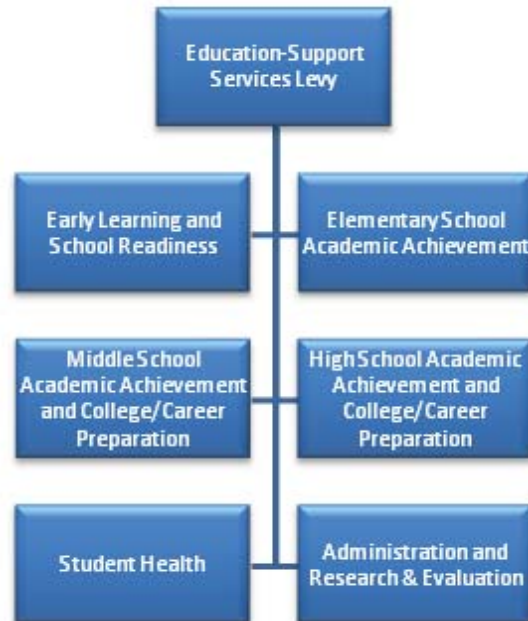 Education-Support
Services Levy
Early Learning and
School Readiness
Elementary School
Academic Achievement
Middle School
Academic Achievement
and College/Career
Preparation
High School Academic
Achievement and
College/Career
Preparation
Student Health
Administration and
Research & Evaluation